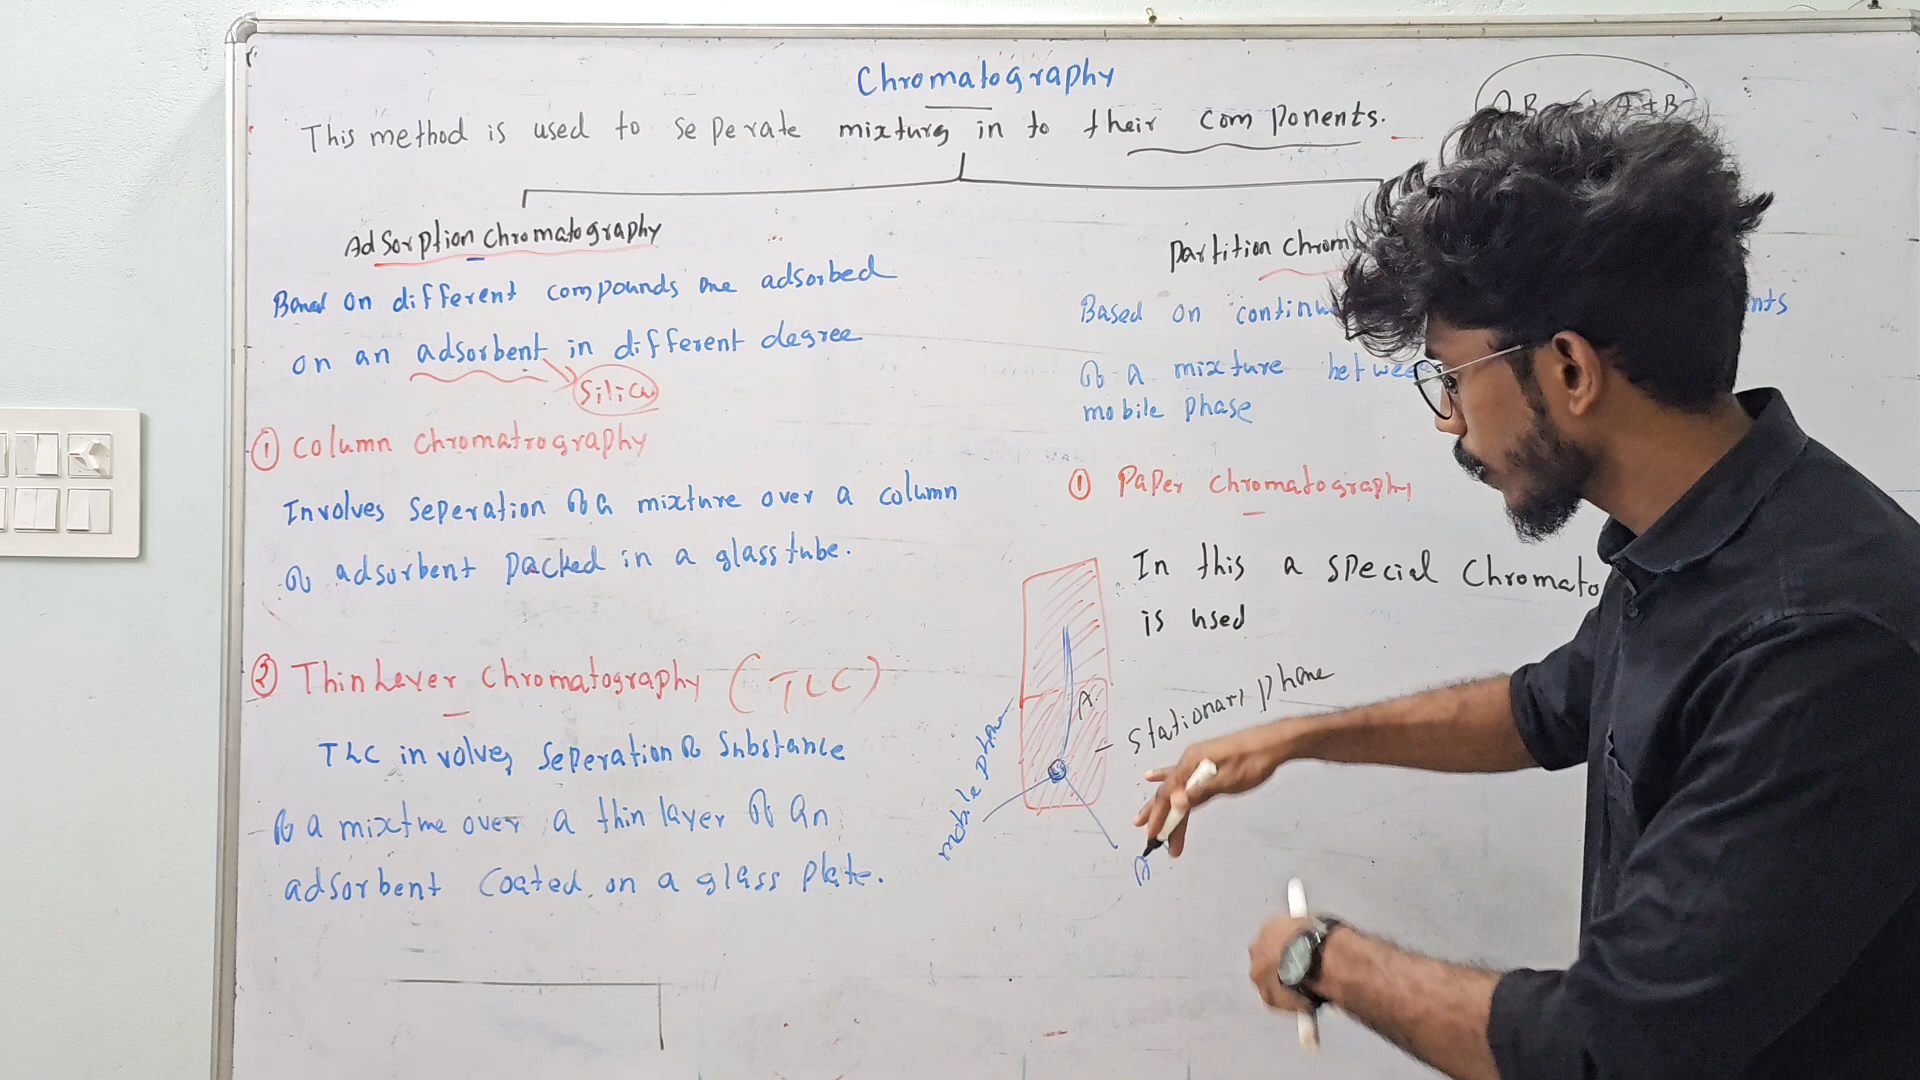 Chromatography
This method is used to seperate mixturs in to their components.
A+B
Adsorption Chromatography
Based on different compounds are adsorbed
on an adsorbent in different degree
Silica
① Column Chromatrography
Involves Seperation of a mixture over a column
of adsorbent packed in a glass tube.
② Thin Layer Chromatography (TLC)
TLC involves Seperation of Substance
of a mixture over a thin layer of an
adsorbent Coated on a glass Plate.
Partition Chrom
Based on continu nts
of a mixture betwee
mobile phase
① Paper Chromatography
In this a special Chromato
is used
A
Stationary phase
mobile phase